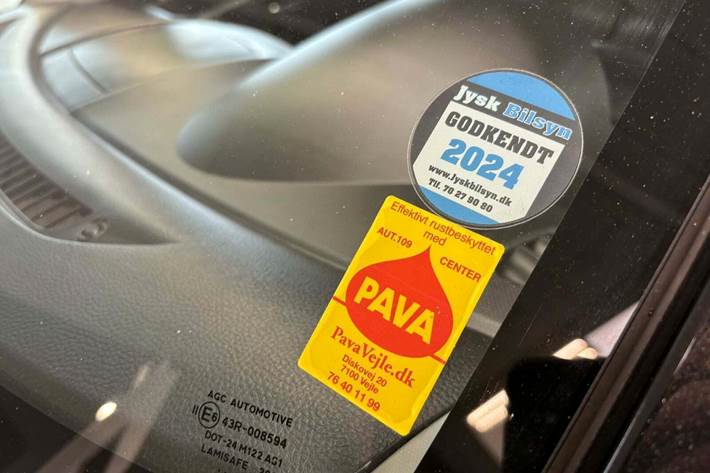 Jysk Bilsyn
GODKENDT
2024
www.Jyskbilsyn.dk
Tlf. 70 27 90 80
Effektivt rustbeskyttet
med
AUT.109 CENTER
PAVA
PavaVejle.dk
Diskovej 20
7100 Vejle
76 40 11 99
AGC AUTOMOTIVE
II E6 43R-008594
DOT-24 M122 AG1
LAMISAFE